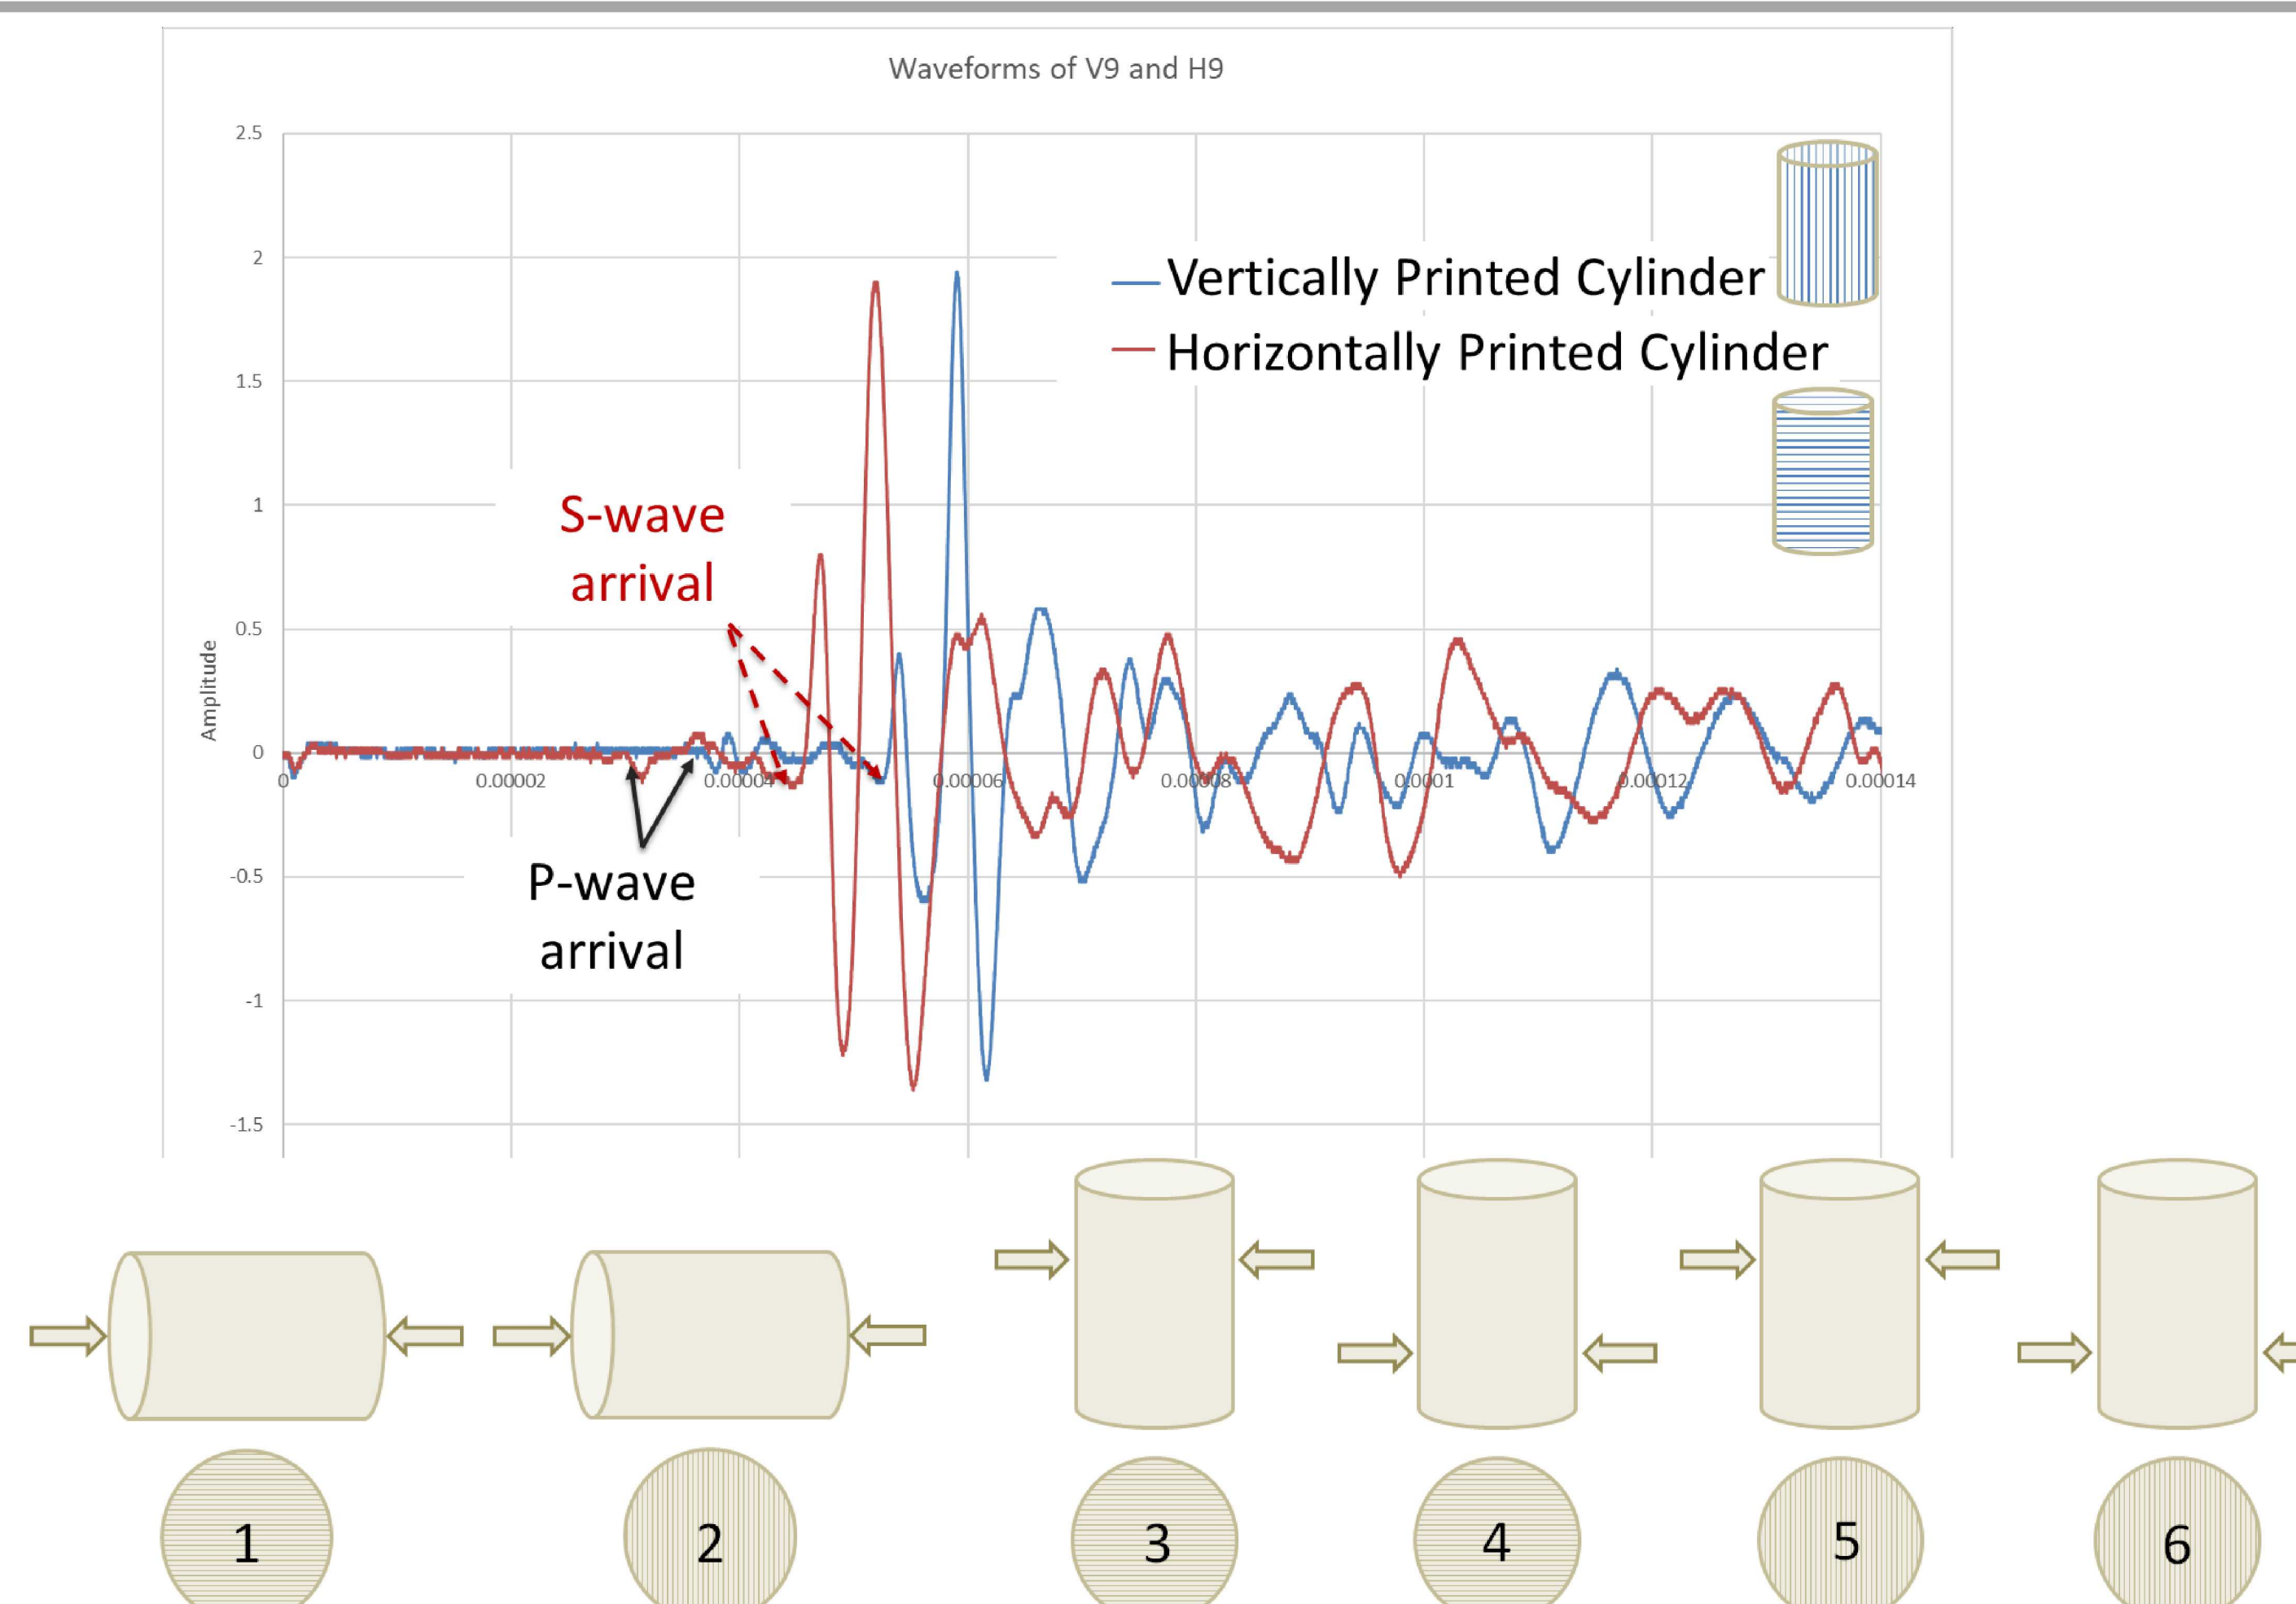 Waveforms of V9 and H9
2.5
2
1.5
1
0.5
0
-0.5
-1
-1.5
Amplitude
0
0.00002
0.00004
0.00006
0.00008
0.0001
0.00012
0.00014
Vertically Printed Cylinder
Horizontally Printed Cylinder
S-wave
arrival
P-wave
arrival
1
2
3
4
5
6